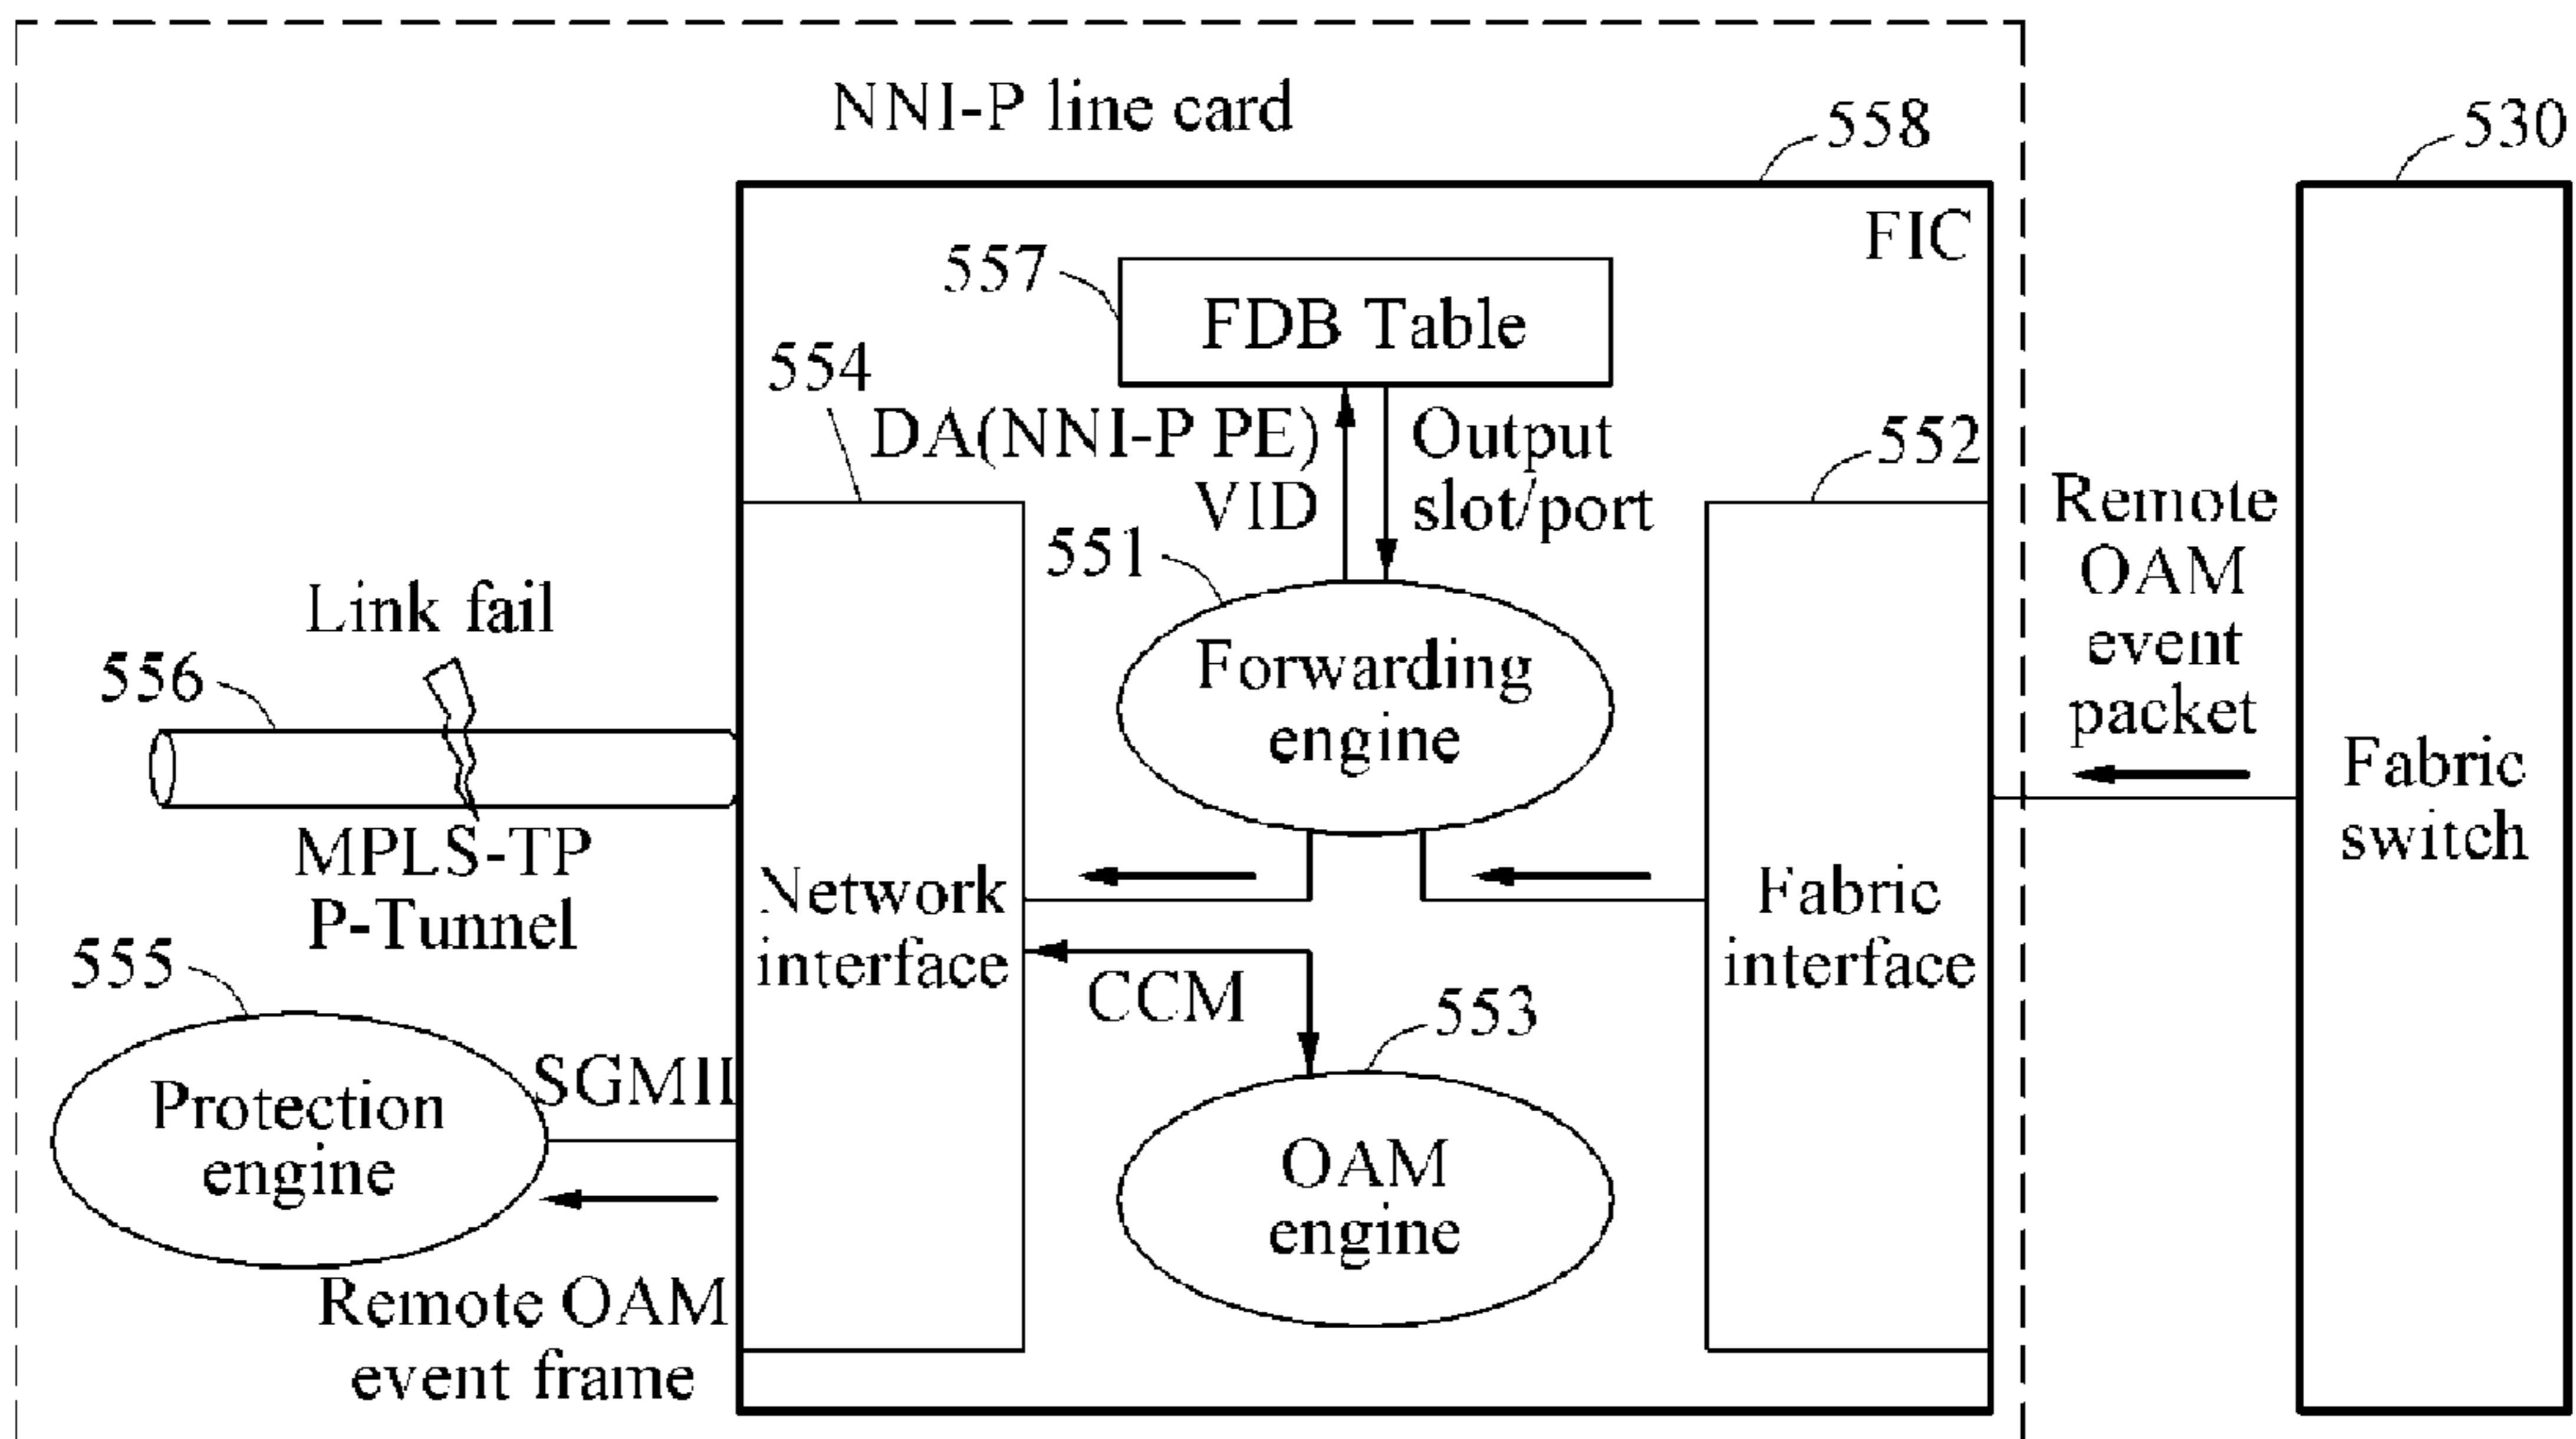 NNI-P line card
558
530
FIC
557
FDB Table
554
DA(NNI-P PE)
VID
Output
slot/port
552
551
Remote
OAM
event
packet
Link fail
556
Forwarding
engine
MPLS-TP
P-Tunnel
Fabric
switch
Network
interface
Fabric
interface
CCM
555
553
Protection
engine
SGMII
OAM
engine
Remote OAM
event frame